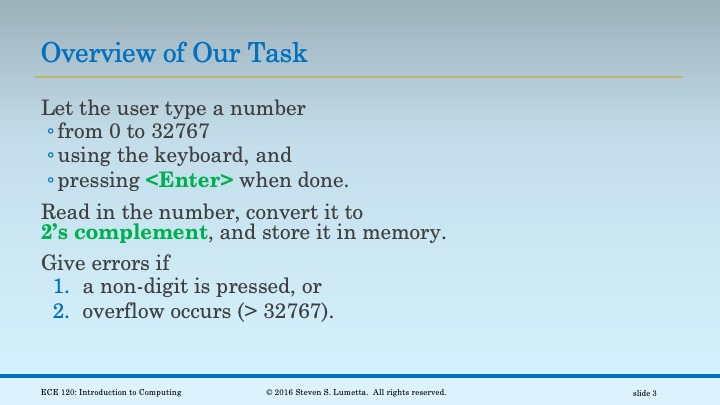 Overview of Our Task
Let the user type a number
◦from 0 to 32767
◦using the keyboard, and
◦pressing <Enter> when done.
Read in the number, convert it to
2’s complement, and store it in memory.
Give errors if
1. a non-digit is pressed, or
2. overflow occurs (> 32767).
ECE 120: Introduction to Computing
© 2016 Steven S. Lumetta. All rights reserved.
slide 3